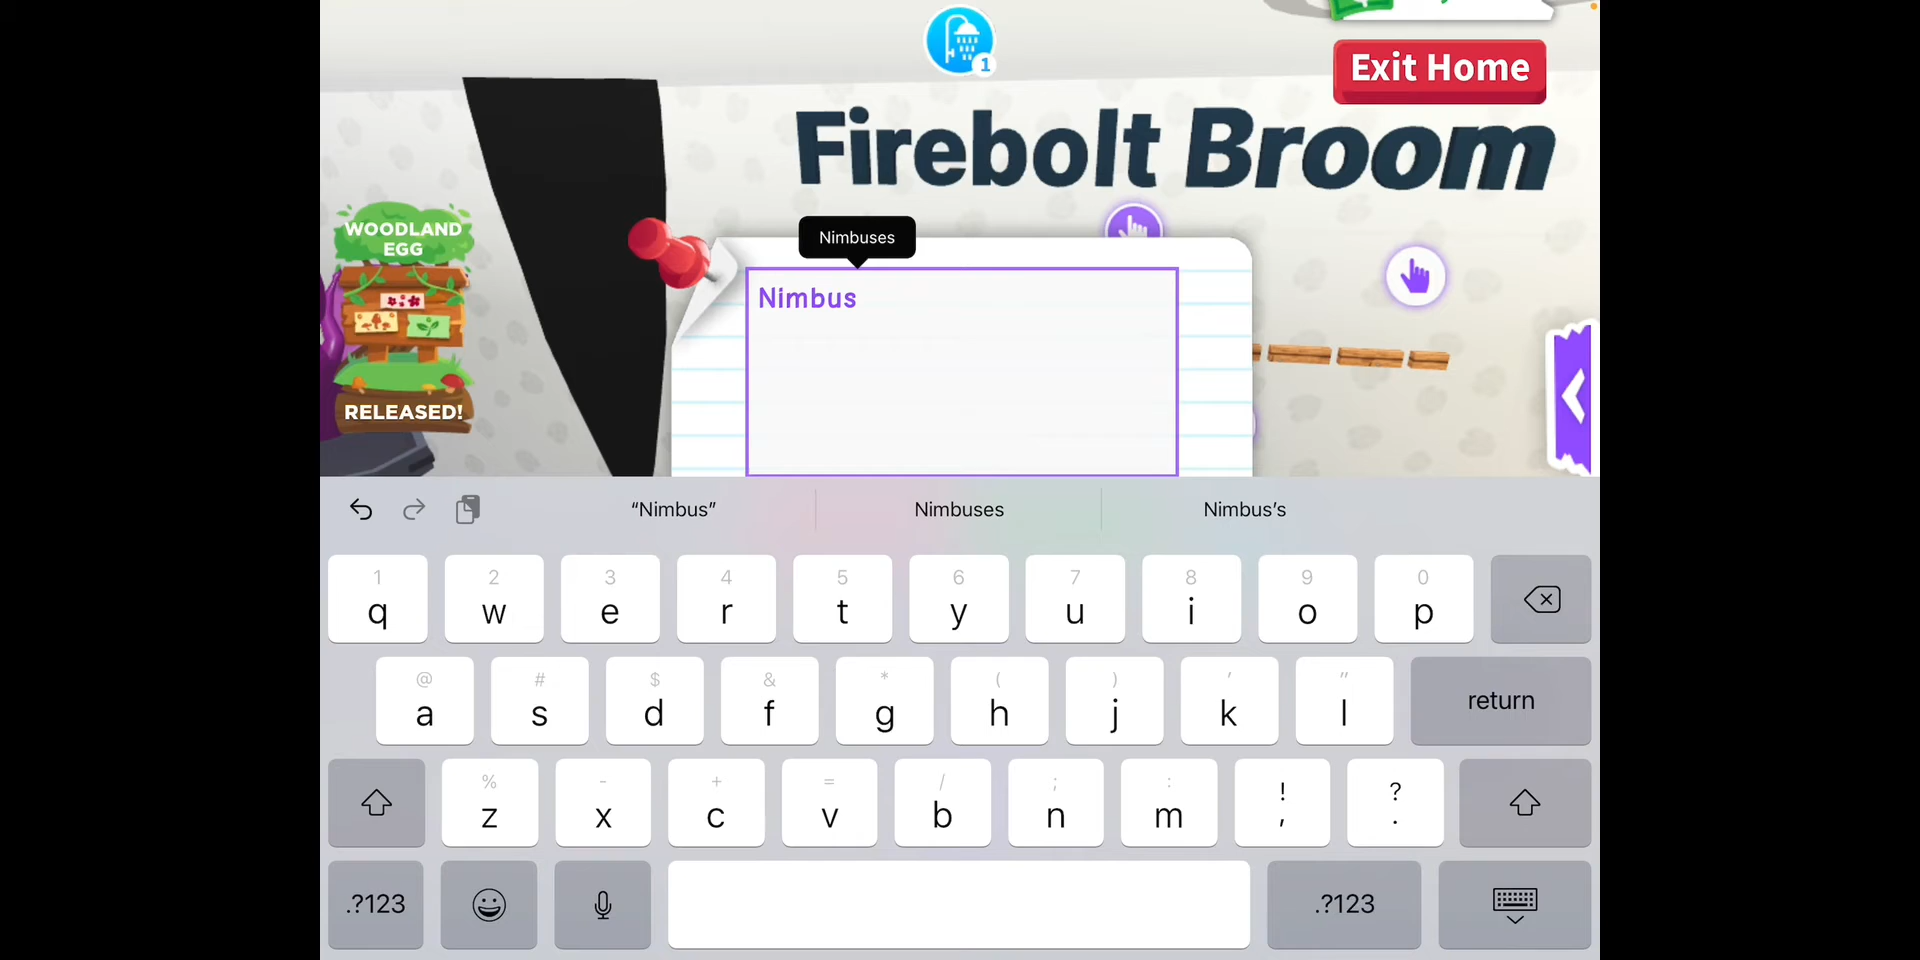 1
Exit Home
Firebolt Broom
WOODLAND
EGG
RELEASED!
Nimbuses
Nimbus
“Nimbus”
Nimbuses
Nimbus’s
1 2 3 4 5 6 7 8 9 0
q w e r t y u i o p
@ # $ & * ( ) ' "
a s d f g h j k l
return
% - + = / ; : ! ?
z x c v b n m , .
.?123
.?123